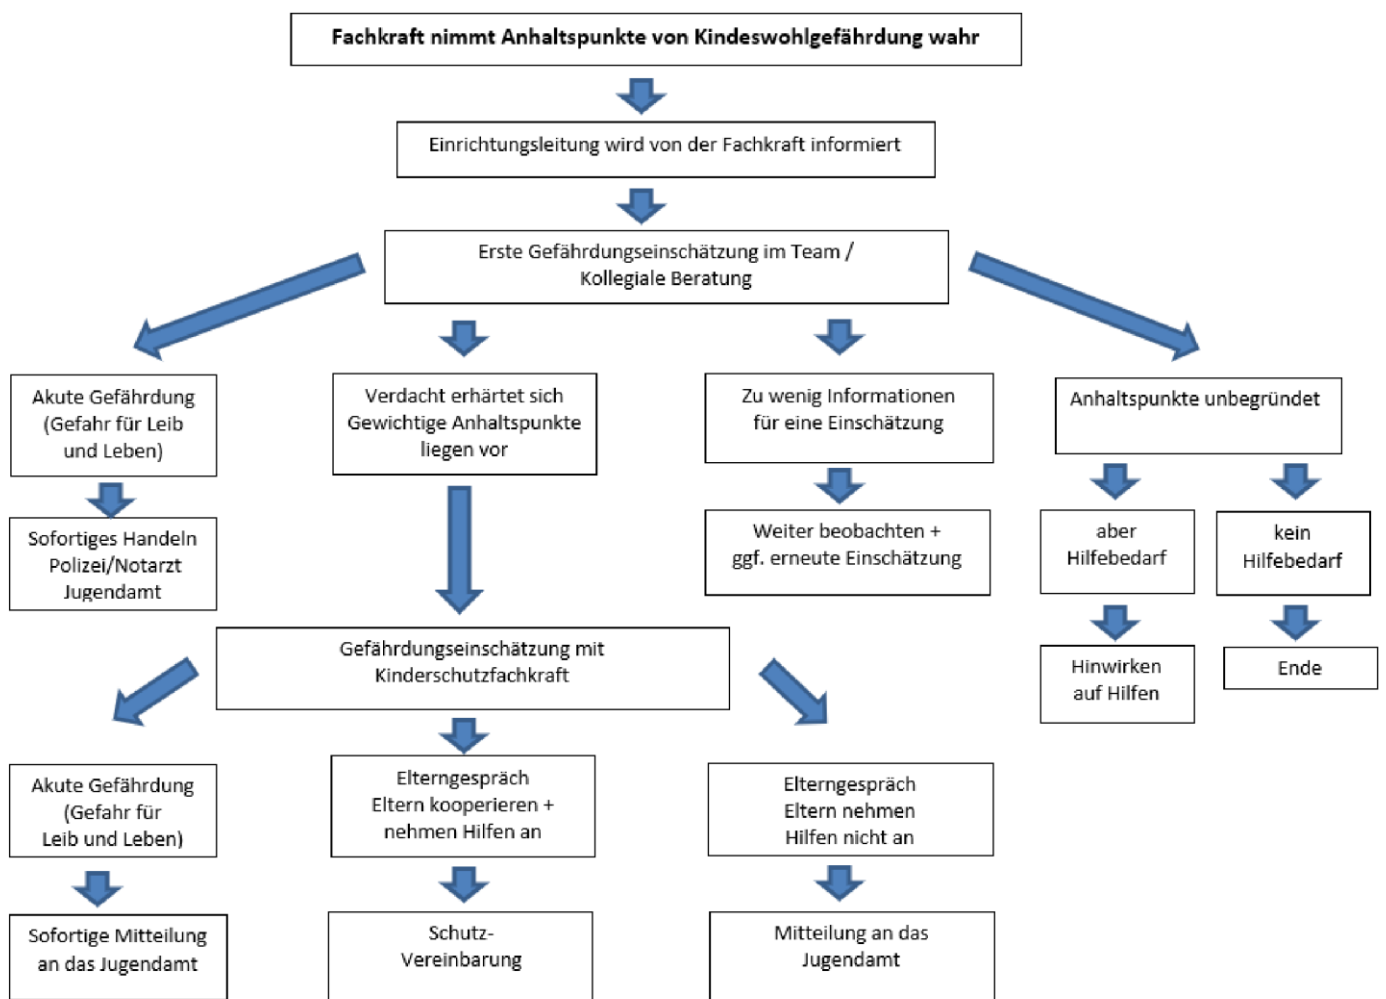 Fachkraft nimmt Anhaltspunkte von Kindeswohlgefährdung wahr
Einrichtungsleitung wird von der Fachkraft informiert
Erste Gefährdungseinschätzung im Team /
Kollegiale Beratung
Akute Gefährdung
(Gefahr für Leib
und Leben)
Verdacht erhärtet sich
Gewichtige Anhaltspunkte
liegen vor
Zu wenig Informationen
für eine Einschätzung
Anhaltspunkte unbegründet
Sofortiges Handeln
Polizei/Notarzt
Jugendamt
Weiter beobachten +
ggf. erneute Einschätzung
aber
Hilfebedarf
kein
Hilfebedarf
Gefährdungseinschätzung mit
Kinderschutzfachkraft
Hinwirken
auf Hilfen
Ende
Akute Gefährdung
(Gefahr für
Leib und Leben)
Elterngespräch
Eltern kooperieren +
nehmen Hilfen an
Elterngespräch
Eltern nehmen
Hilfen nicht an
Sofortige Mitteilung
an das Jugendamt
Schutz-
Vereinbarung
Mitteilung an das
Jugendamt